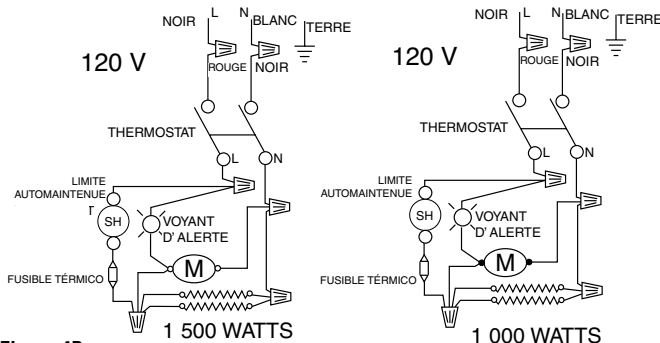 NOIR L N BLANC TERRE
120 V ROUGE NOIR
THERMOSTAT
L N
LIMITE
AUTOMAINTENUE
r
SH VOYANT
D' ALERTE
M
FUSIBLE TÉRMICO
1 500 WATTS
NOIR L N BLANC TERRE
120 V ROUGE NOIR
THERMOSTAT
L N
LIMITE
AUTOMAINTENUE
SH VOYANT
D' ALERTE
M
FUSIBLE TÉRMICO
1 000 WATTS